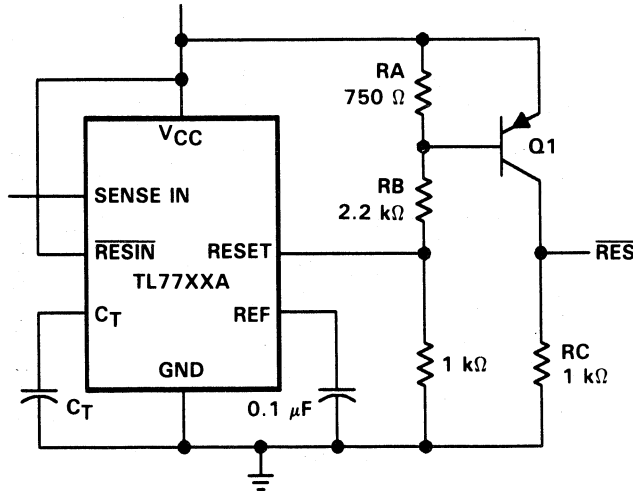 RA
750 Ω
VCC
Q1
SENSE IN
RB
2.2 kΩ
RESIN
RESET
RES
TL77XXA
CT
REF
GND
1 kΩ
RC
1 kΩ
CT
0.1 µF